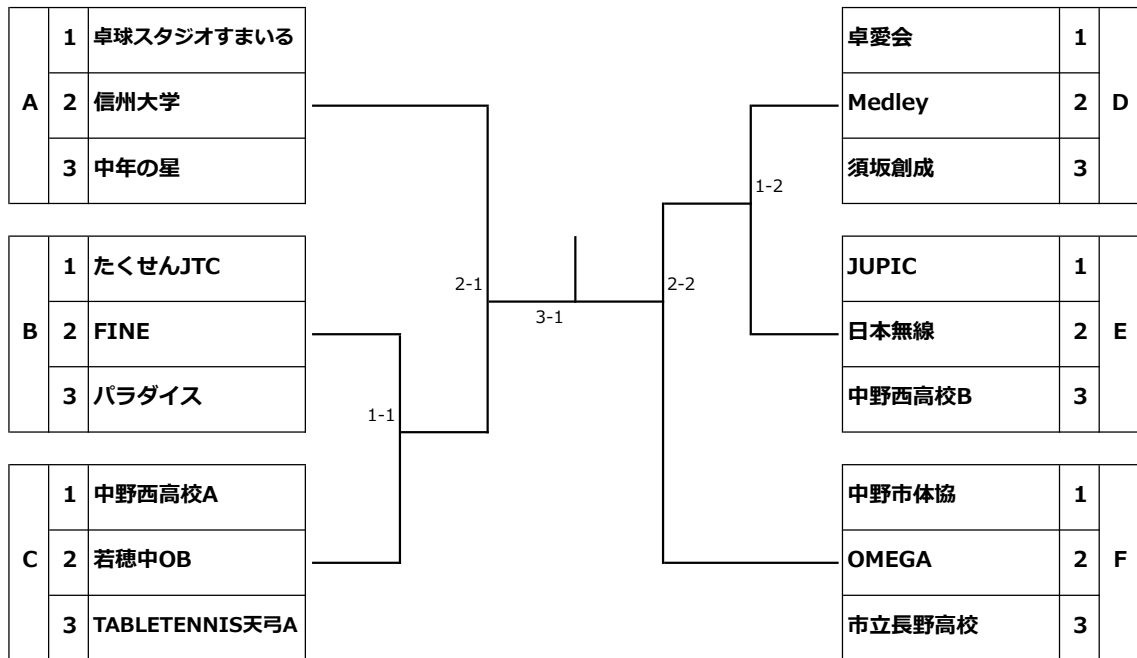 A
1 卓球スタジオすまいる
2 信州大学
3 中年の星
B
1 たくせんJTC
2 FINE
3 パラダイス
C
1 中野西高校A
2 若穂中OB
3 TABLETENNIS天弓A
2-1
1-1
3-1
2-2
1-2
卓愛会 1
Medley 2
須坂創成 3
D
JUPIC 1
日本無線 2
中野西高校B 3
E
中野市体協 1
OMEGA 2
市立長野高校 3
F